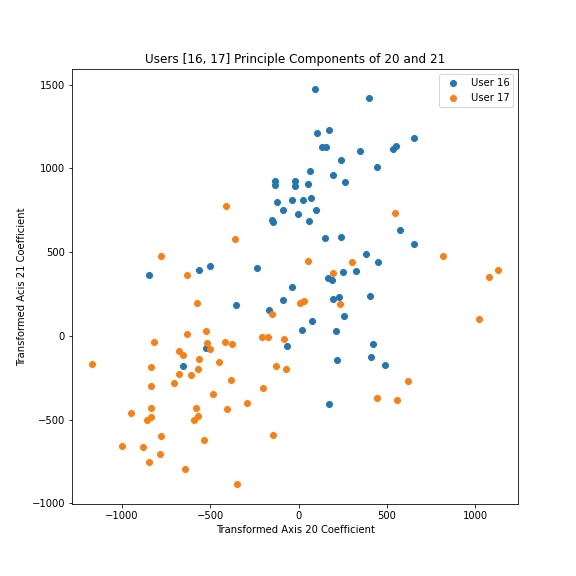 Users [16, 17] Principle Components of 20 and 21
User 16
User 17
Transformed Acis 21 Coefficient
1500
1000
500
0
−500
−1000
−1000
−500
0
500
1000
Transformed Axis 20 Coefficient